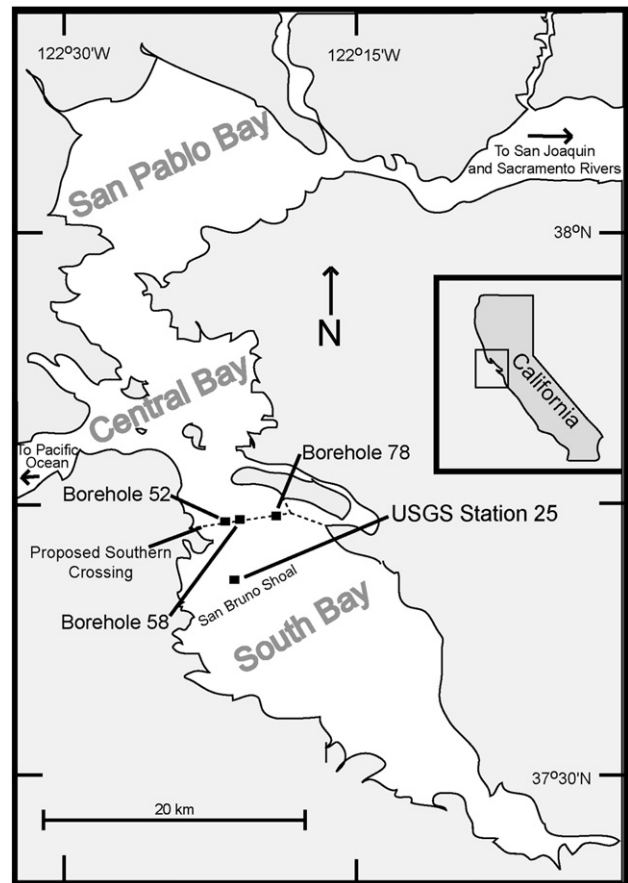 122°30'W
122°15'W
San Pablo Bay
To San Joaquin
and Sacramento Rivers
38°N
N
California
Central Bay
To Pacific
Ocean
Borehole 78
Borehole 52
USGS Station 25
Proposed Southern
Crossing
San Bruno Shoal
Borehole 58
South Bay
37°30'N
20 km